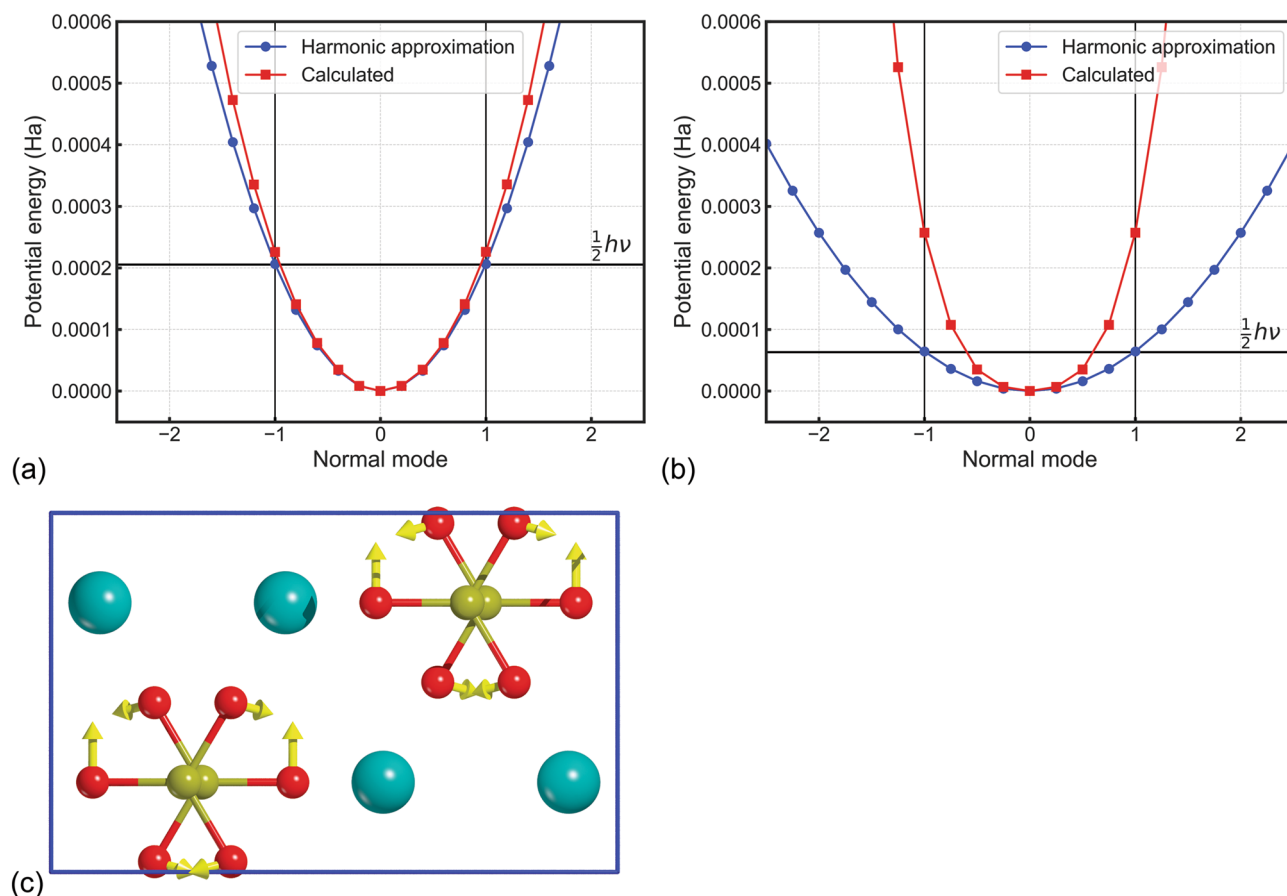 0.0006
0.0005
0.0004
0.0003
0.0002
0.0001
0.0000
Potential energy (Ha)
Harmonic approximation
Calculated
½hν
−2 −1 0 1 2
Normal mode
(a)
0.0006
0.0005
0.0004
0.0003
0.0002
0.0001
0.0000
Potential energy (Ha)
Harmonic approximation
Calculated
½hν
−2 −1 0 1 2
Normal mode
(b)
(c)